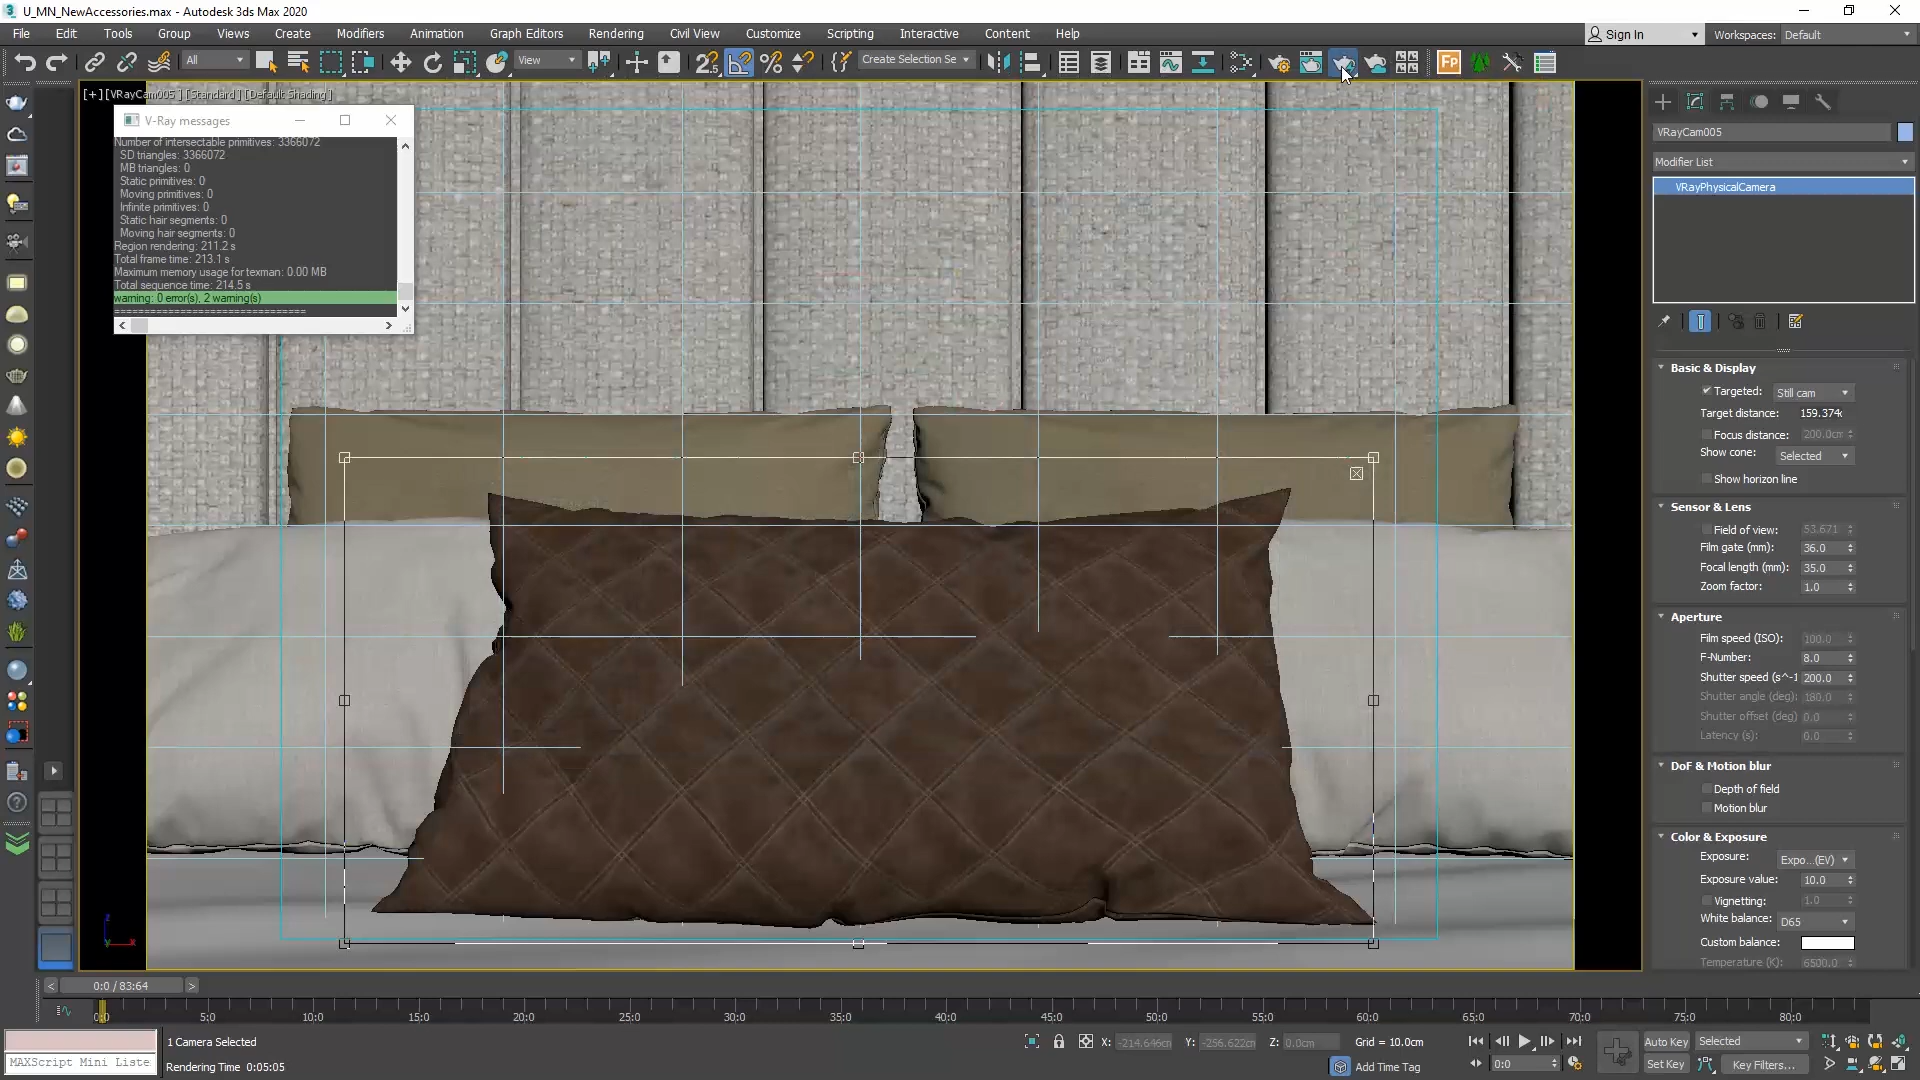 U_MN_NewAccessories.max - Autodesk 3ds Max 2020
File Edit Tools Group Views Create Modifiers Animation Graph Editors Rendering Civil View Customize Scripting Interactive Content Help
Sign In Workspaces: Default
All View Create Selection Se Fp
[+] [VRayCam005 ] [Standard ] [Default Shading ]
V-Ray messages
Number of intersectable primitives: 3366072
SD triangles: 3366072
MB triangles: 0
Static primitives: 0
Moving primitives: 0
Infinite primitives: 0
Static hair segments: 0
Moving hair segments: 0
Region rendering: 211.2 s
Total frame time: 213.1 s
Maximum memory usage for texman: 0.00 MB
Total sequence time: 214.5 s
warning: 0 error(s), 2 warning(s)
==============================
VRayCam005
Modifier List
VRayPhysicalCamera
Basic & Display
Targeted: Still cam
Target distance: 159.374c
Focus distance: 200.0cm
Show cone: Selected
Show horizon line
Sensor & Lens
Field of view: 53.671
Film gate (mm): 36.0
Focal length (mm): 35.0
Zoom factor: 1.0
Aperture
Film speed (ISO): 100.0
F-Number: 8.0
Shutter speed (s^-1 200.0
Shutter angle (deg): 180.0
Shutter offset (deg) 0.0
Latency (s): 0.0
DoF & Motion blur
Depth of field
Motion blur
Color & Exposure
Exposure: Expo...(EV)
Exposure value: 10.0
Vignetting: 1.0
White balance: D65
Custom balance:
Temperature (K): 6500.0
z
y x
< 0:0 / 83:64 >
0:0 5:0 10:0 15:0 20:0 25:0 30:0 35:0 40:0 45:0 50:0 55:0 60:0 65:0 70:0 75:0 80:0
1 Camera Selected X: -214.646cm Y: -256.622cm Z: 0.0cm Grid = 10.0cm Auto Key Selected
MAXScript Mini Liste Rendering Time 0:05:05 Add Time Tag 0:0 Set Key Key Filters...